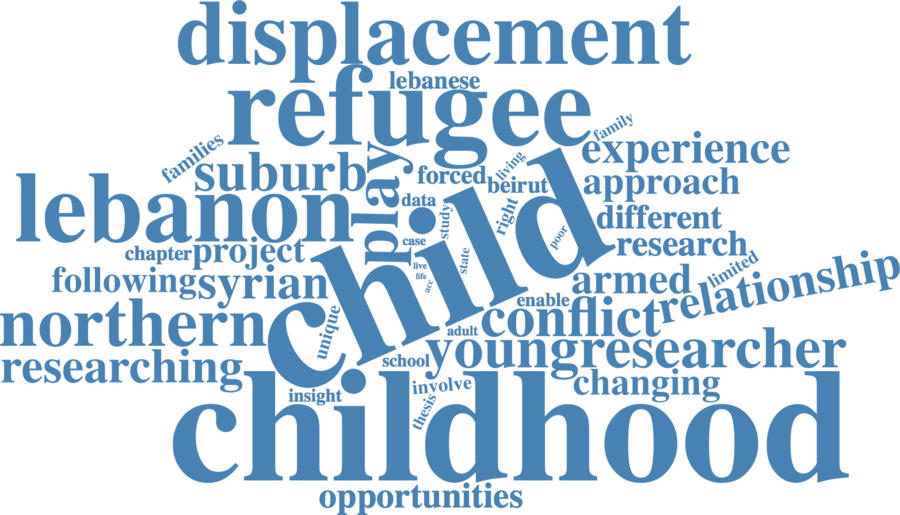 displacement
lebanese
refugee
family
families
experience
suburb
play
forced
living
beirut
approach
lebanon
data
study
right
different
child
poor
research
chapter
project
case
state
live
life
acc
limited
following
syrian
armed
relationship
enable
northern
unique
adult
conflict
young
researcher
researching
school
involve
changing
insight
thesis
childhood
opportunities